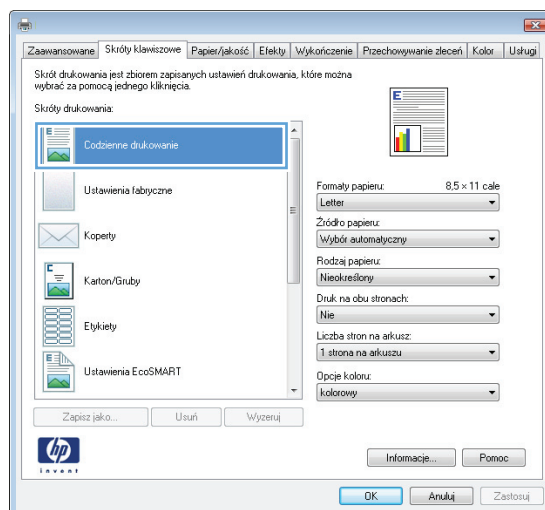 Zaawansowane Skróty klawiszowe Papier/jakość Efekty Wykończenie Przechowywanie zleceń Kolor Usługi
Skrót drukowania jest zbiorem zapisanych ustawień drukowania, które można
wybrać za pomocą jednego kliknięcia.
Skróty drukowania:
E
Codzienne drukowanie
Ustawienia fabryczne
Koperty
Karton/Gruby
Etykiety
Ustawienia EcoSMART
Zapisz jako... Usuń Wyzeruj
E
Formaty papieru: 8,5 × 11 cale
Letter
Źródło papieru:
Wybór automatyczny
Rodzaj papieru:
Nieokreślony
Druk na obu stronach:
Nie
Liczba stron na arkusz:
1 strona na arkuszu
Opcje koloru:
kolorowy
hp
invent
Informacje... Pomoc
OK Anuluj Zastosuj